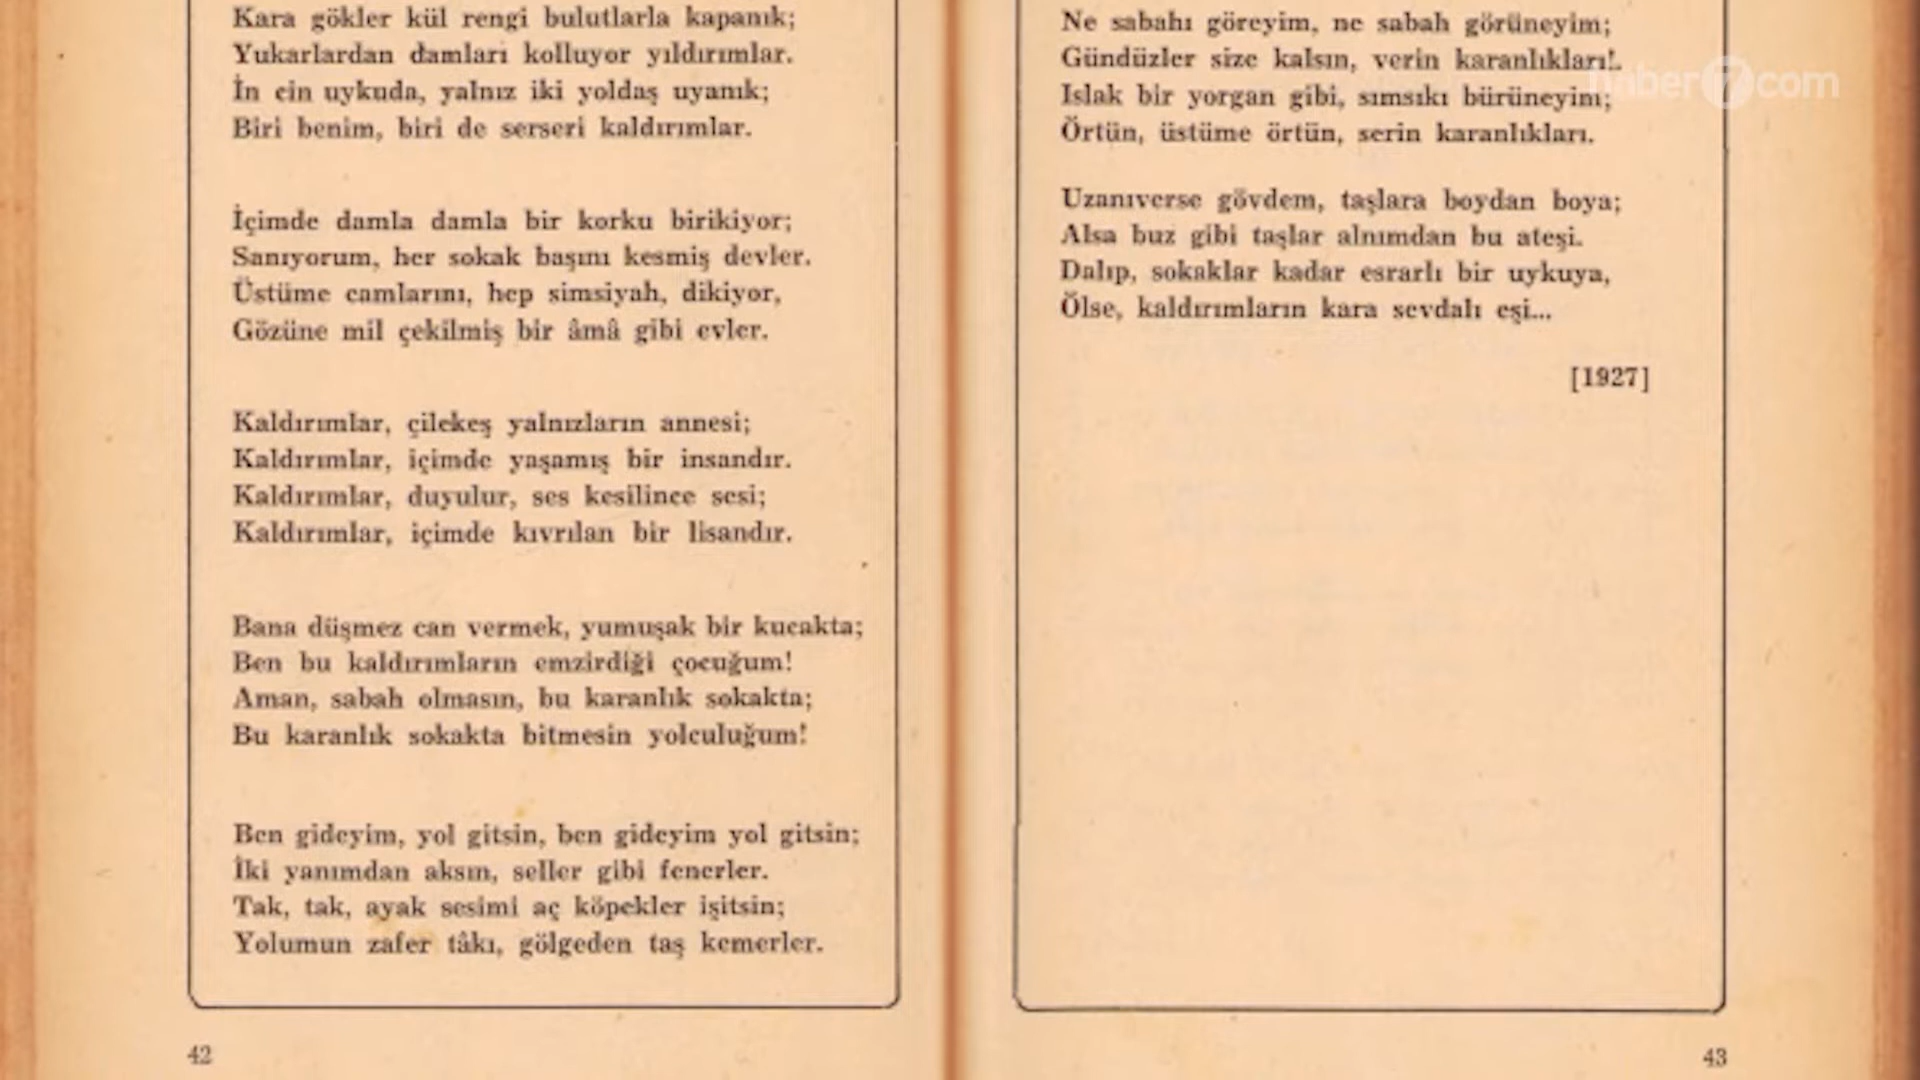 Kara gökler kül rengi bulutlarla kapanık;
Yukarlardan damları kolluyor yıldırımlar.
İn cin uykuda, yalnız iki yoldaş uyanık;
Biri benim, biri de serseri kaldırımlar.
İçimde damla damla bir korku birikiyor;
Sanıyorum, her sokak başını kesmiş devler.
Üstüme camlarını, hep simsiyah, dikiyor,
Gözüne mil çekilmiş bir âmâ gibi evler.
Kaldırımlar, çilekeş yalnızların annesi;
Kaldırımlar, içimde yaşamış bir insandır.
Kaldırımlar, duyulur, ses kesilince sesi;
Kaldırımlar, içimde kıvrılan bir lisandır.
Bana düşmez can vermek, yumuşak bir kucakta;
Ben bu kaldırımların emzirdiği çocuğum!
Aman, sabah olmasın, bu karanlık sokakta;
Bu karanlık sokakta bitmesin yolculuğum!
Ben gideyim, yol gitsin, ben gideyim yol gitsin;
İki yanımdan aksın, seller gibi fenerler.
Tak, tak, ayak sesimi aç köpekler işitsin;
Yolumun zafer tâkı, gölgeden taş kemerler.
42
Ne sabahı göreyim, ne sabah görüneyim;
Gündüzler size kalsın, verin karanlıkları!.
Islak bir yorgan gibi, sımsıkı bürüneyim;
Örtün, üstüme örtün, serin karanlıkları.
Uzanıverse gövdem, taşlara boydan boya;
Alsa buz gibi taşlar alnımdan bu ateşi.
Dalıp, sokaklar kadar esrarlı bir uykuya,
Ölse, kaldırımların kara sevdalı eşi...
[1927]
43
haber7com